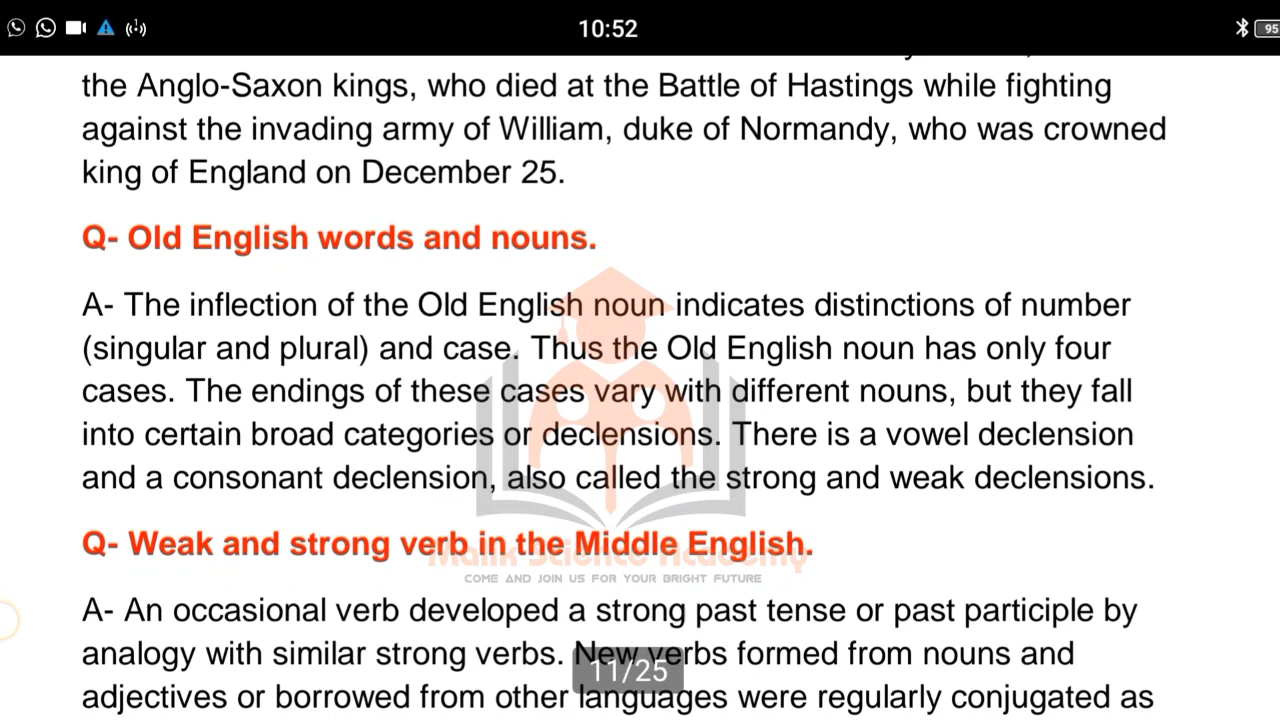 10:52
95
the Anglo-Saxon kings, who died at the Battle of Hastings while fighting
against the invading army of William, duke of Normandy, who was crowned
king of England on December 25.
Q- Old English words and nouns.
A- The inflection of the Old English noun indicates distinctions of number
(singular and plural) and case. Thus the Old English noun has only four
cases. The endings of these cases vary with different nouns, but they fall
into certain broad categories or declensions. There is a vowel declension
and a consonant declension, also called the strong and weak declensions.
Q- Weak and strong verb in the Middle English.
Malik Science Academy
COME AND JOIN US FOR YOUR BRIGHT FUTURE
A- An occasional verb developed a strong past tense or past participle by
analogy with similar strong verbs. New verbs formed from nouns and
11/25
adjectives or borrowed from other languages were regularly conjugated as